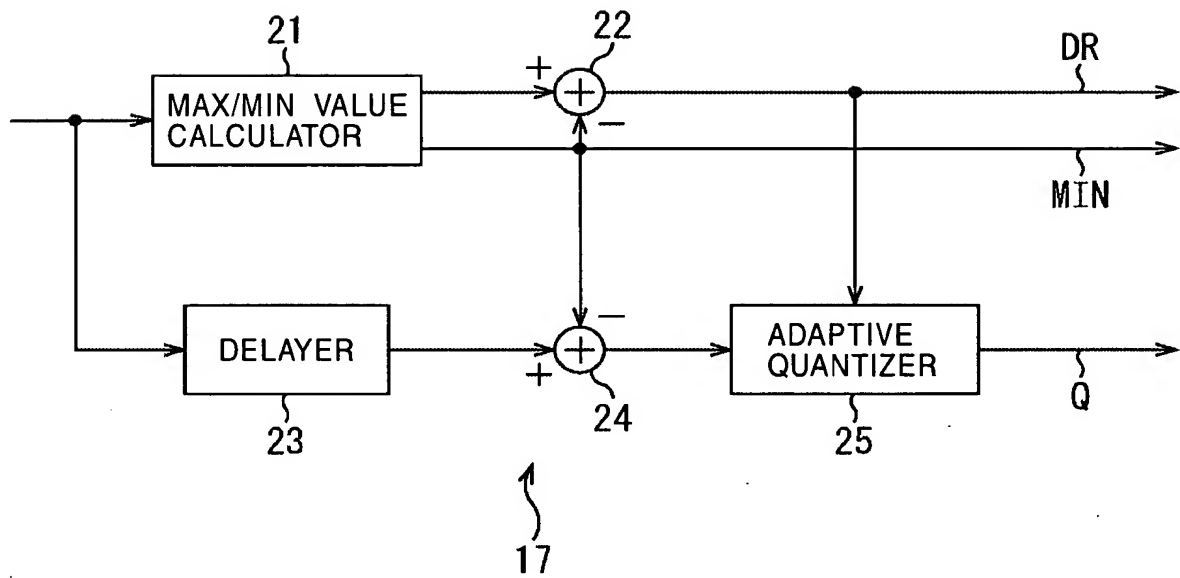 21
22
DR
+
+
MAX/MIN VALUE
CALCULATOR
−
MIN
−
DELAYER
+
+
ADAPTIVE
QUANTIZER
23
24
25
Q
17